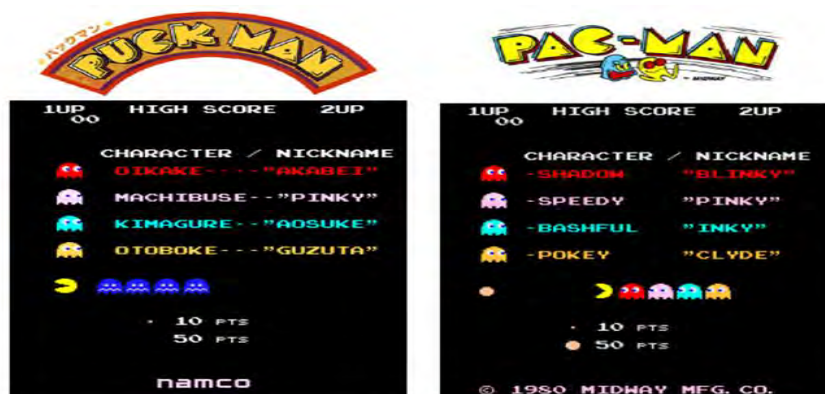 パックマン
PUCK MAN
1UP HIGH SCORE 2UP
00
CHARACTER / NICKNAME
OIKAKE----"AKABEI"
MACHIBUSE--"PINKY"
KIMAGURE--"AOSUKE"
OTOBOKE---"GUZUTA"
10 PTS
50 PTS
namco
PAC-MAN
MIDWAY
1UP HIGH SCORE 2UP
00
CHARACTER / NICKNAME
-SHADOW "BLINKY"
-SPEEDY "PINKY"
-BASHFUL "INKY"
-POKEY "CLYDE"
10 PTS
50 PTS
© 1980 MIDWAY MFG. CO.